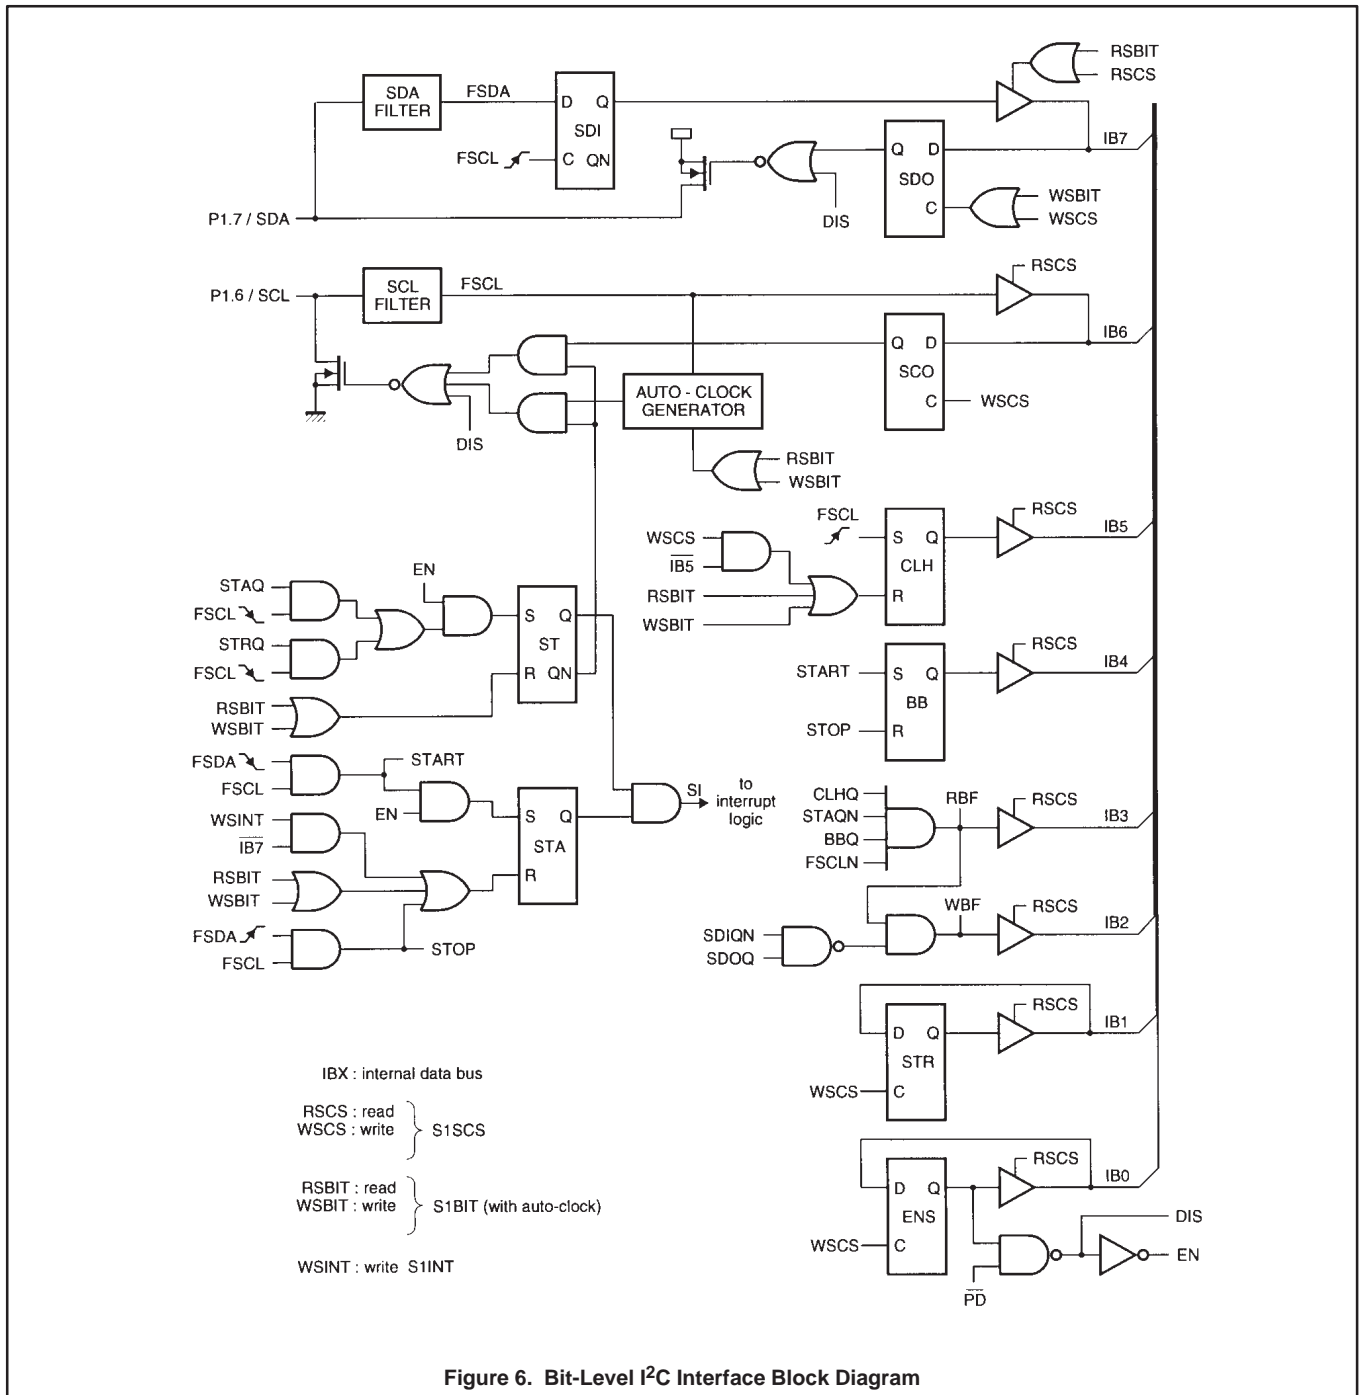 RSBIT
RSCS
SDA
FILTER
FSDA
D Q
SDI
C QN
FSCL
IB7
Q D
SDO
C
DIS
WSBIT
WSCS
P1.7 / SDA
RSCS
P1.6 / SCL
SCL
FILTER
FSCL
IB6
Q D
SCO
C
WSCS
AUTO - CLOCK
GENERATOR
DIS
RSBIT
WSBIT
FSCL
RSCS
IB5
S Q
CLH
R
WSCS
IB5
RSBIT
WSBIT
EN
STAQ
FSCL
STRQ
FSCL
S Q
ST
R QN
RSBIT
WSBIT
RSCS
IB4
START
S Q
BB
R
STOP
FSDA
FSCL
START
EN
WSINT
IB7
RSBIT
WSBIT
FSDA
FSCL
STOP
S Q
STA
R
SI
to
interrupt
logic
CLHQ
STAQN
BBQ
FSCLN
RBF
RSCS
IB3
SDIQN
SDOQ
WBF
RSCS
IB2
RSCS
IB1
D Q
STR
WSCS
C
RSCS
IB0
D Q
ENS
WSCS
C
DIS
EN
PD
IBX : internal data bus
RSCS : read
WSCS : write
S1SCS
RSBIT : read
WSBIT : write
S1BIT (with auto-clock)
WSINT : write S1INT
Figure 6. Bit-Level I²C Interface Block Diagram